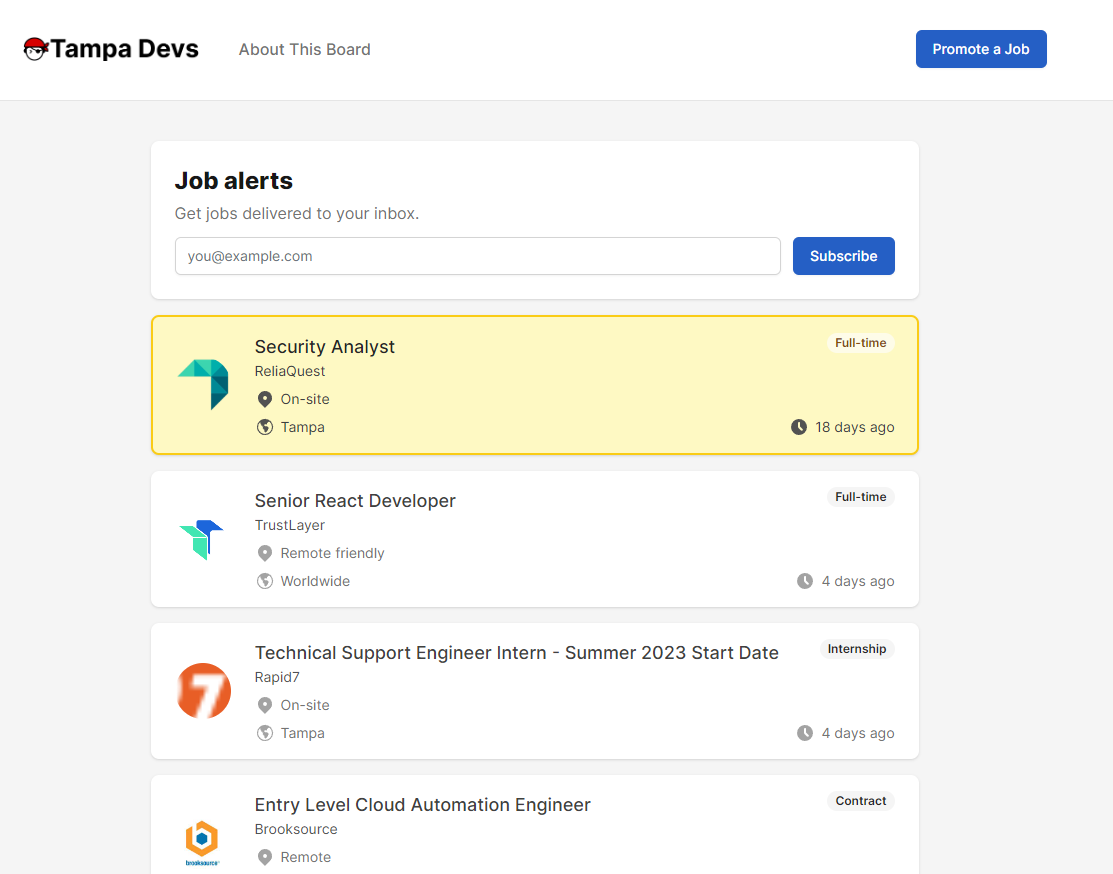 Tampa Devs
About This Board
Promote a Job
Job alerts
Get jobs delivered to your inbox.
you@example.com
Subscribe
Security Analyst
Full-time
ReliaQuest
On-site
Tampa
18 days ago
Senior React Developer
Full-time
TrustLayer
Remote friendly
Worldwide
4 days ago
Technical Support Engineer Intern - Summer 2023 Start Date
Internship
7
Rapid7
On-site
Tampa
4 days ago
Entry Level Cloud Automation Engineer
Contract
Brooksource
brooksource
Remote